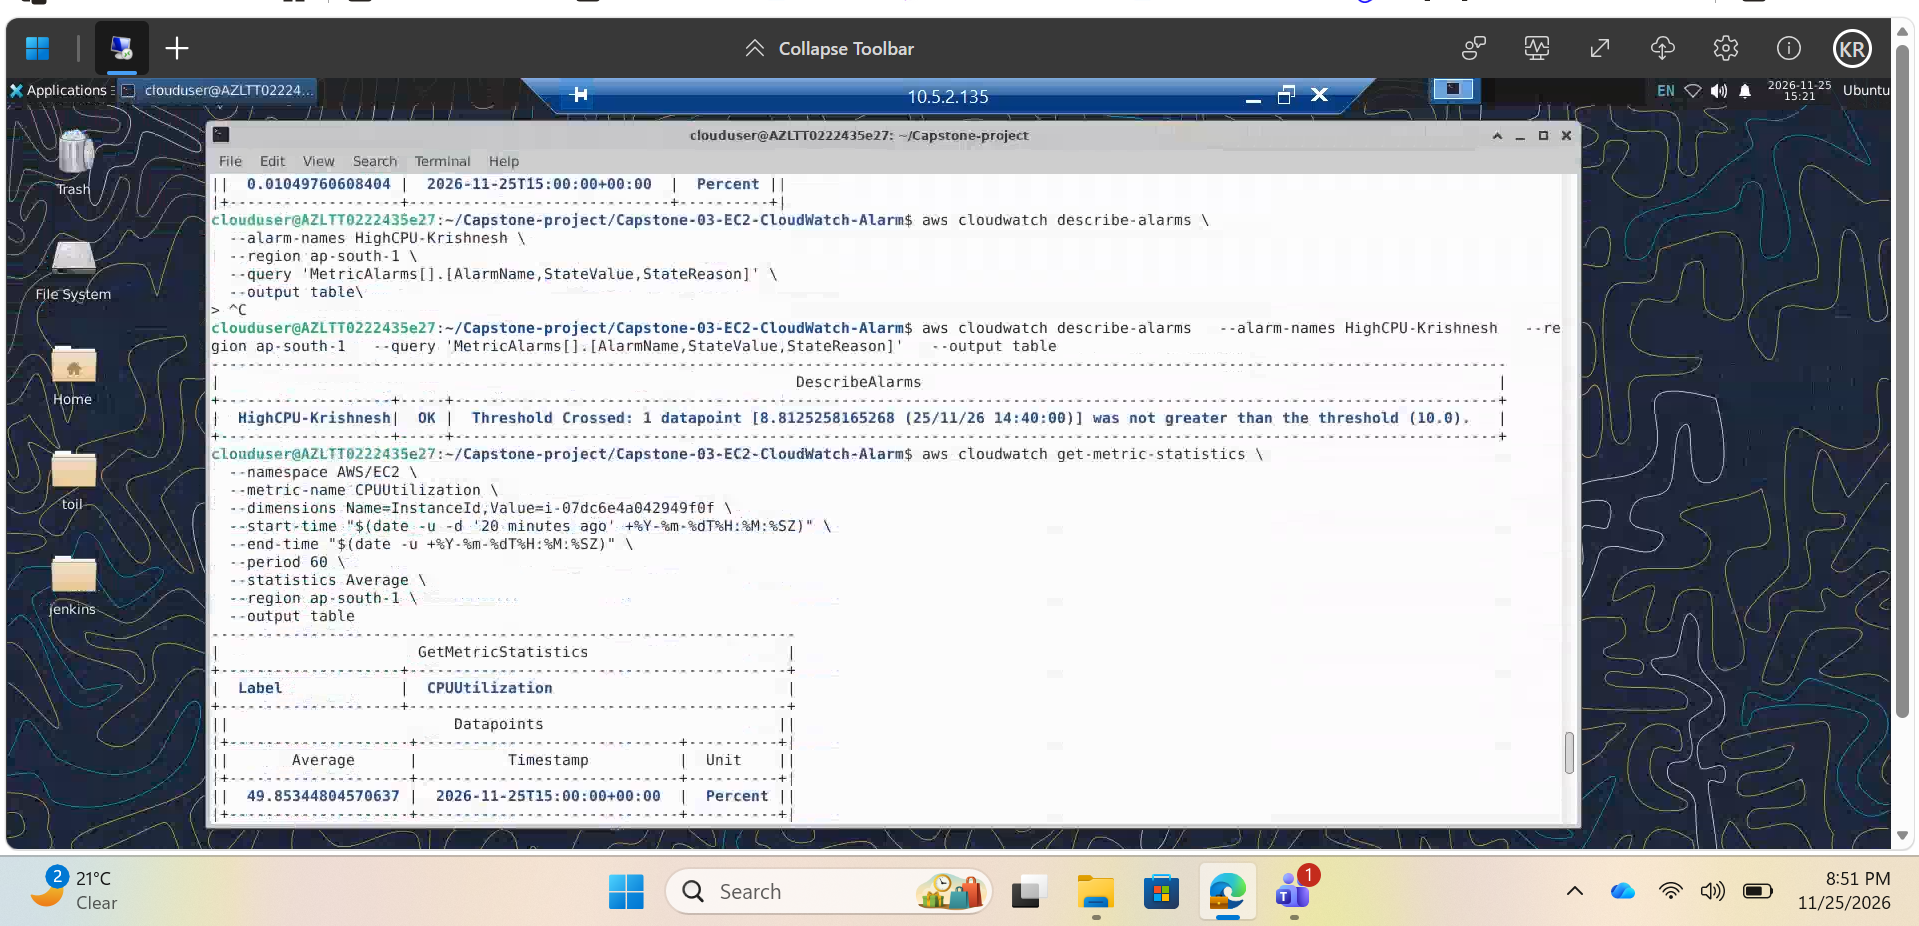 Collapse Toolbar
KR
Applications
clouduser@AZLTT02224...
10.5.2.135
EN
2026-11-25
15:21
Ubuntu
Trash
File System
Home
toil
jenkins
clouduser@AZLTT0222435e27: ~/Capstone-project
File Edit View Search Terminal Help
|| 0.01049760608404 | 2026-11-25T15:00:00+00:00 | Percent ||
|+--------------------+------------------------------+----------+|
clouduser@AZLTT0222435e27:~/Capstone-project/Capstone-03-EC2-CloudWatch-Alarm$ aws cloudwatch describe-alarms \
--alarm-names HighCPU-Krishnesh \
--region ap-south-1 \
--query 'MetricAlarms[].[AlarmName,StateValue,StateReason]' \
--output table\
> ^C
clouduser@AZLTT0222435e27:~/Capstone-project/Capstone-03-EC2-CloudWatch-Alarm$ aws cloudwatch describe-alarms --alarm-names HighCPU-Krishnesh --re
gion ap-south-1 --query 'MetricAlarms[].[AlarmName,StateValue,StateReason]' --output table
| DescribeAlarms |
| HighCPU-Krishnesh| OK | Threshold Crossed: 1 datapoint [8.8125258165268 (25/11/26 14:40:00)] was not greater than the threshold (10.0). |
clouduser@AZLTT0222435e27:~/Capstone-project/Capstone-03-EC2-CloudWatch-Alarm$ aws cloudwatch get-metric-statistics \
--namespace AWS/EC2 \
--metric-name CPUUtilization \
--dimensions Name=InstanceId,Value=i-07dc6e4a042949f0f \
--start-time "$(date -u -d '20 minutes ago' +%Y-%m-%dT%H:%M:%SZ)" \
--end-time "$(date -u +%Y-%m-%dT%H:%M:%SZ)" \
--period 60 \
--statistics Average \
--region ap-south-1 \
--output table
| GetMetricStatistics |
| Label | CPUUtilization |
|| Datapoints ||
|| Average | Timestamp | Unit ||
|| 49.85344804570637 | 2026-11-25T15:00:00+00:00 | Percent ||
2
21°C
Clear
Search
1
8:51 PM
11/25/2026